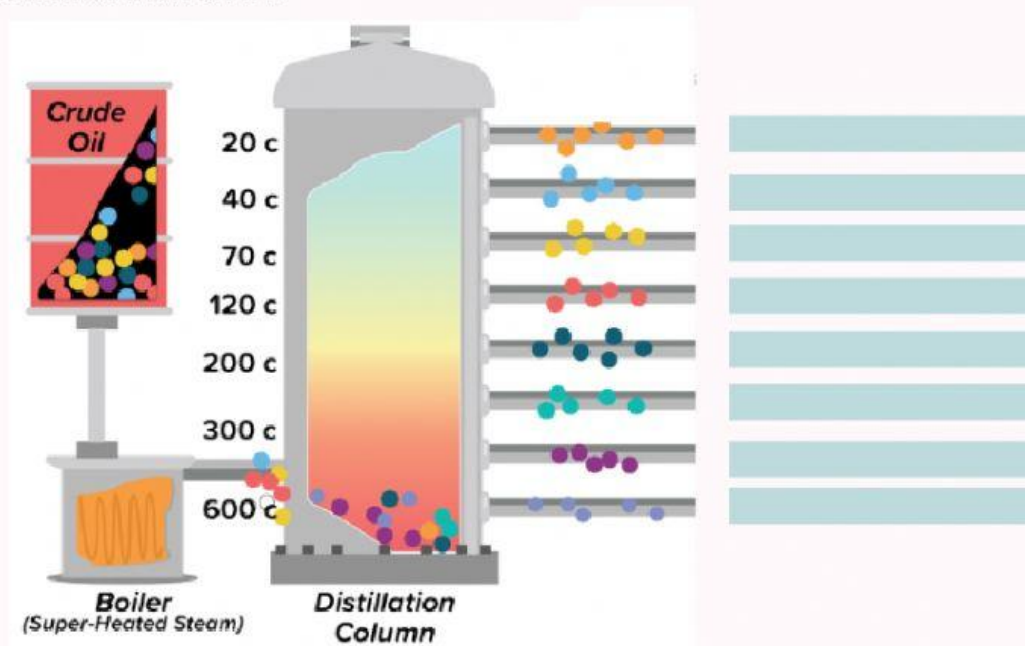 Crude
Oil
20 c
40 c
70 c
120 c
200 c
300 c
600 c
Boiler
(Super-Heated Steam)
Distillation
Column